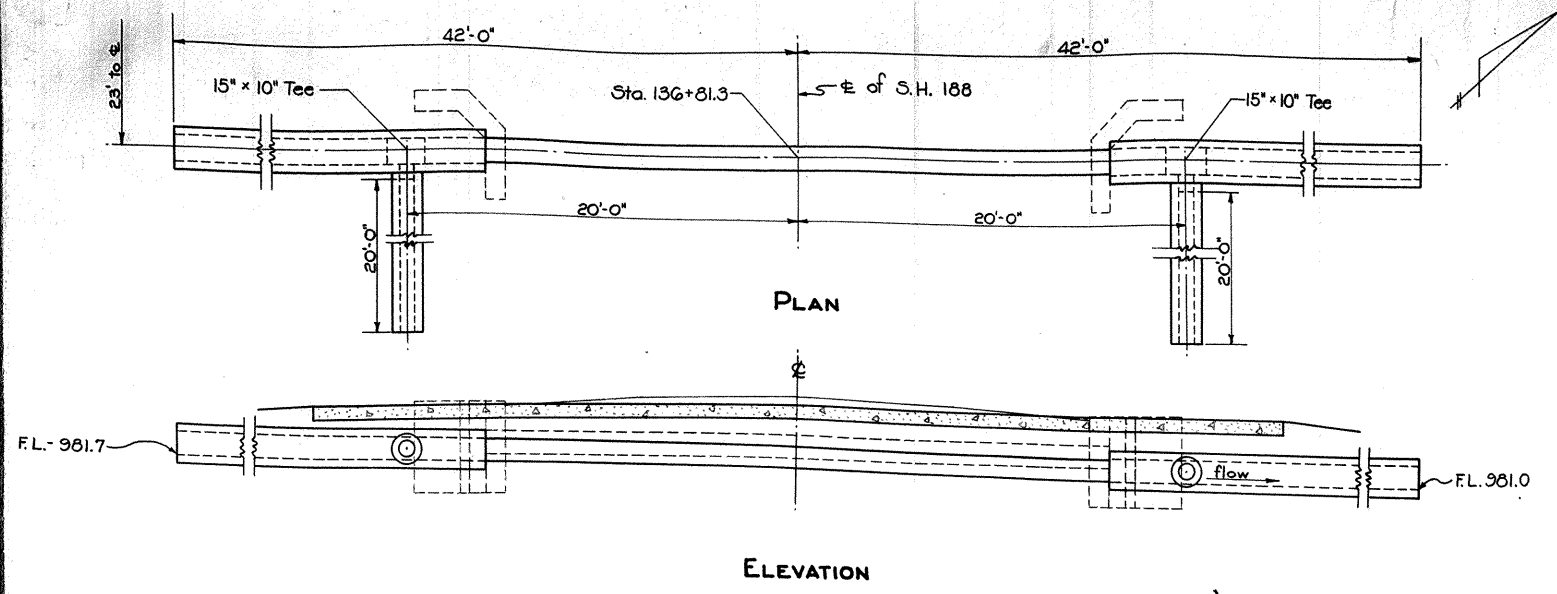 42'-0"
42'-0"
23' to ℄
15" × 10" Tee
Sta. 136+81.3
℄ of S.H. 188
15" × 10" Tee
20'-0"
20'-0"
20'-0"
20'-0"
PLAN
℄
F.L.- 981.7
flow
F.L. 981.0
ELEVATION